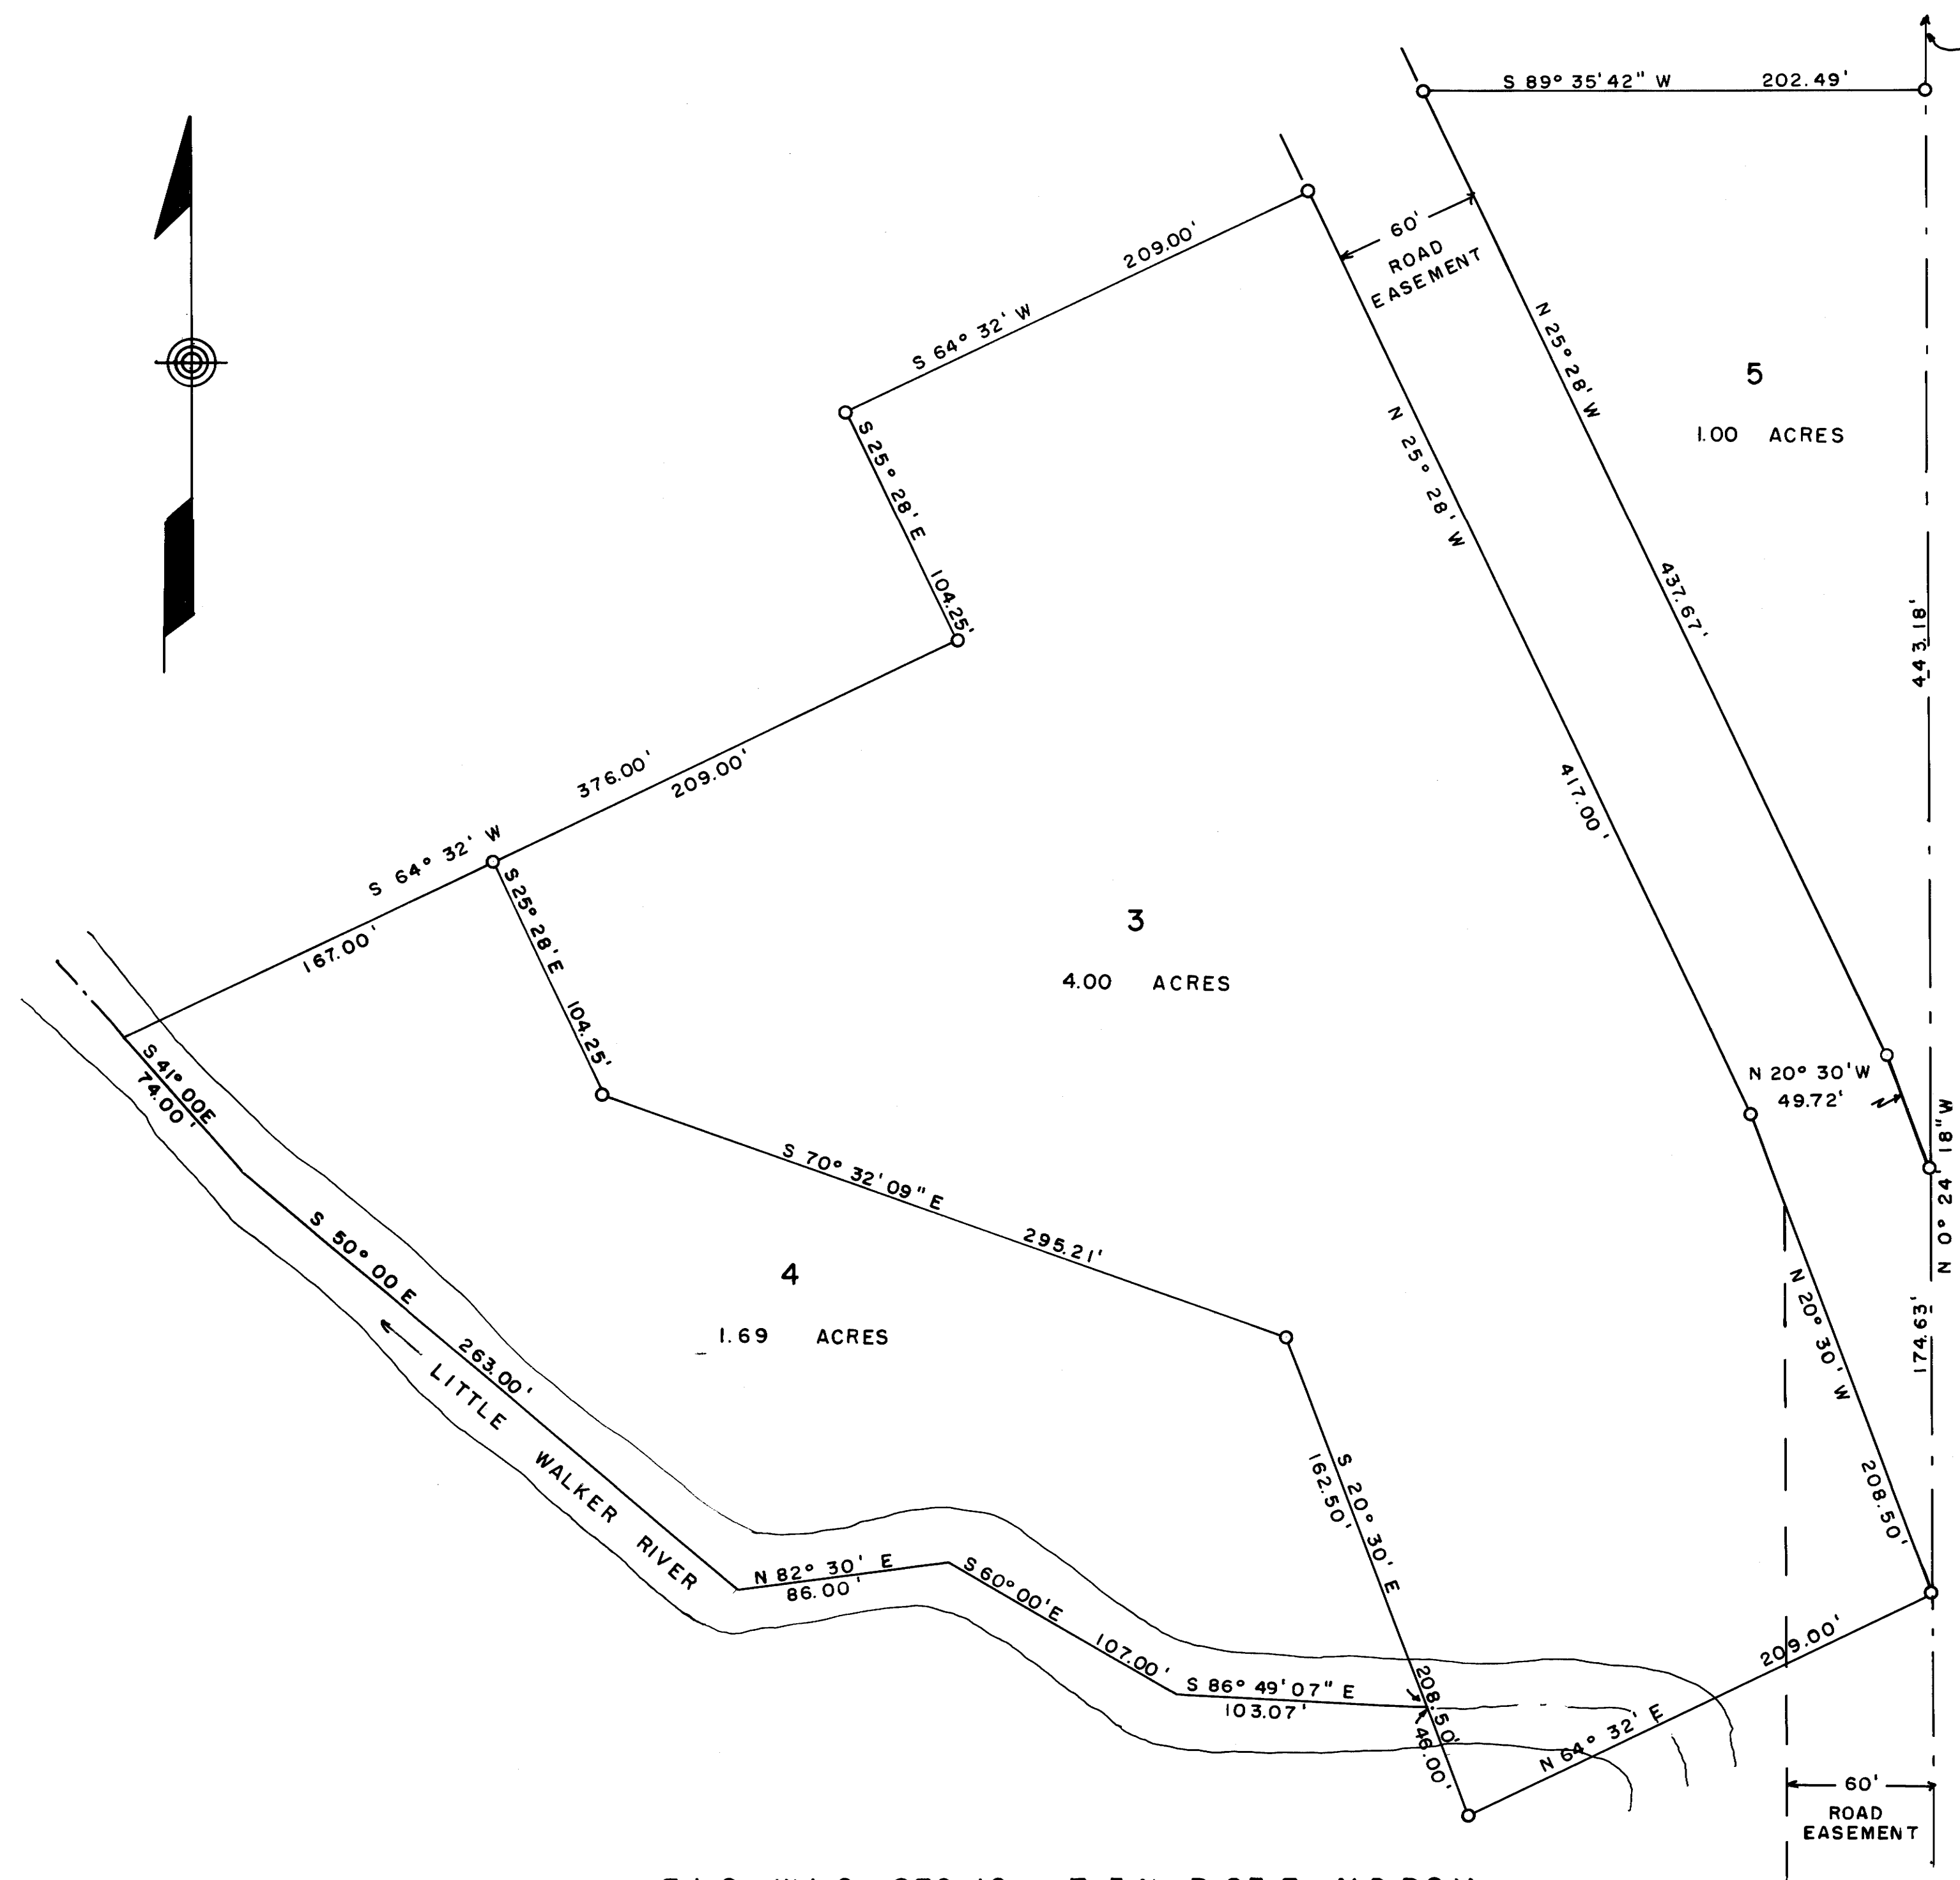 S 89° 35' 42" W 202.49'
209.00'
S 64° 32' W
60'
ROAD
EASEMENT
N 25° 28' W
437.67'
5
1.00 ACRES
443.18'
N 25° 28' W
417.00'
S 25° 28' E 104.25'
376.00'
209.00'
S 64° 32' W
167.00'
S 25° 28' E 104.25'
3
4.00 ACRES
N 20° 30' W
49.72'
N 0° 24' 18" W
174.63'
S 41° 00 E
74.00'
S 70° 32' 09" E 295.21'
S 50° 00 E 263.00'
4
1.69 ACRES
LITTLE WALKER RIVER
N 20° 30' W 208.50'
S 20° 30' E
162.50'
N 82° 30' E
86.00'
S 60° 00' E 107.00'
S 86° 49' 07" E
103.07'
208.50'
46.00'
N 64° 32' E 209.00'
60'
ROAD
EASEMENT